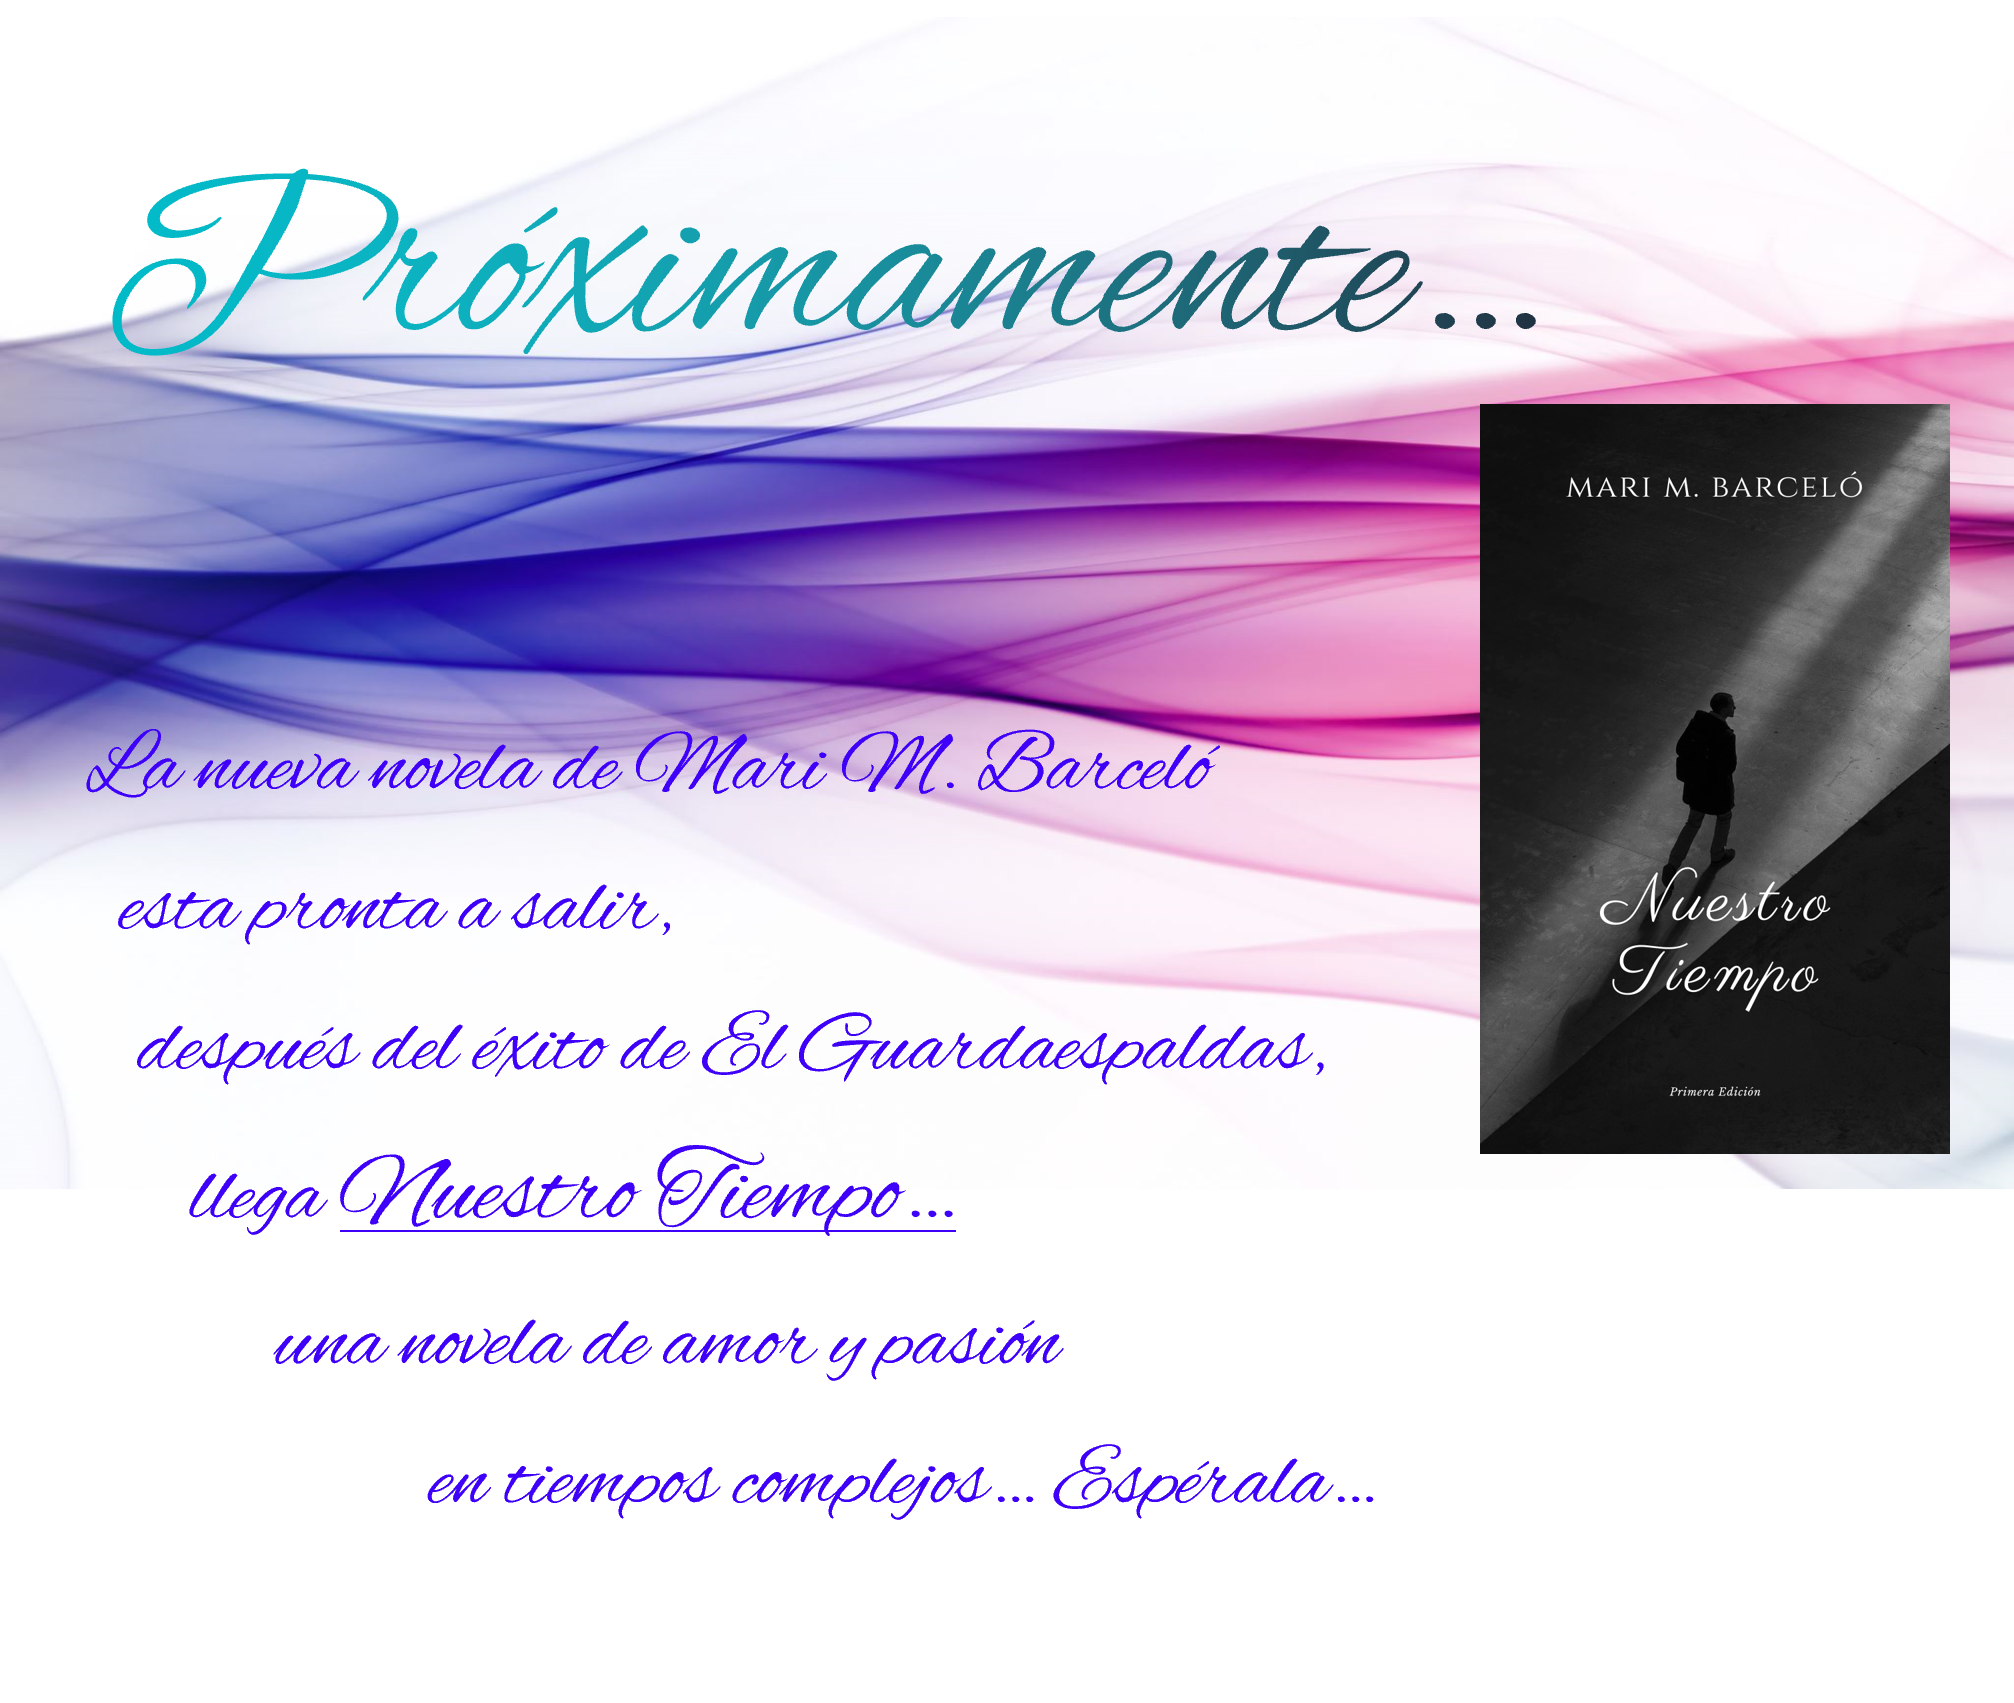 Próximamente...
MARI M. BARCELÓ
Nuestro
Tiempo
Primera Edición
La nueva novela de Mari M. Barceló
esta pronta a salir,
después del éxito de El Guardaespaldas,
llega Nuestro Tiempo...
una novela de amor y pasión
en tiempos complejos... Espérala...